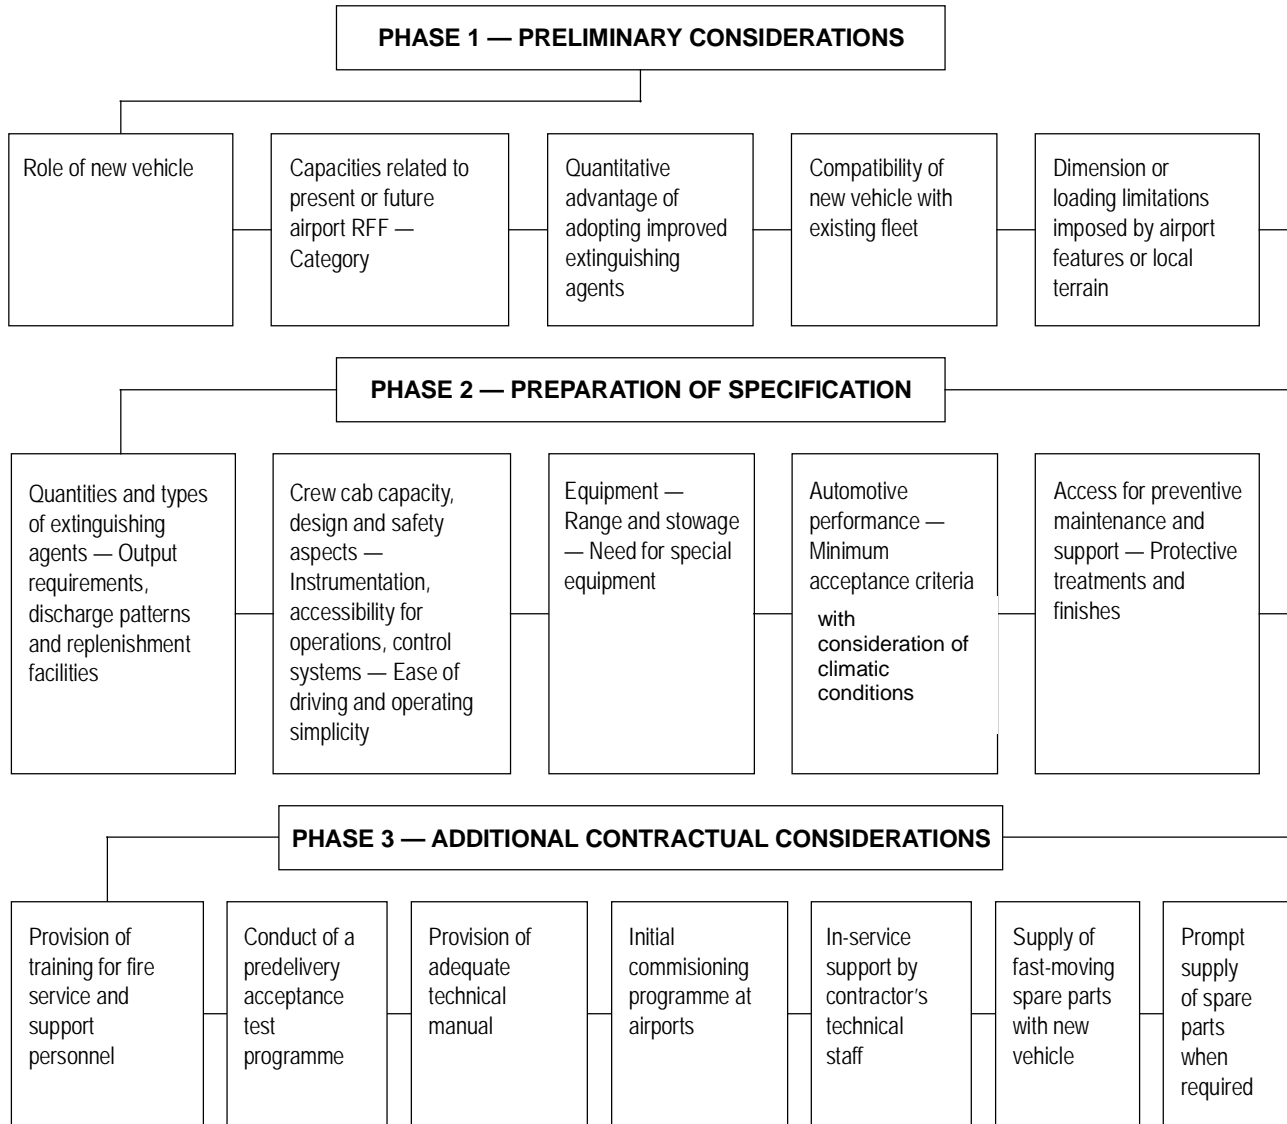 PHASE 1 — PRELIMINARY CONSIDERATIONS
Role of new vehicle
Capacities related to
present or future
airport RFF —
Category
Quantitative
advantage of
adopting improved
extinguishing
agents
Compatibility of
new vehicle with
existing fleet
Dimension or
loading limitations
imposed by airport
features or local
terrain
PHASE 2 — PREPARATION OF SPECIFICATION
Quantities and types
of extinguishing
agents — Output
requirements,
discharge patterns
and replenishment
facilities
Crew cab capacity,
design and safety
aspects —
Instrumentation,
accessibility for
operations, control
systems — Ease of
driving and operating
simplicity
Equipment —
Range and stowage
— Need for special
equipment
Automotive
performance —
Minimum
acceptance criteria
with
consideration of
climatic
conditions
Access for preventive
maintenance and
support — Protective
treatments and
finishes
PHASE 3 — ADDITIONAL CONTRACTUAL CONSIDERATIONS
Provision of
training for fire
service and
support
personnel
Conduct of a
predelivery
acceptance
test
programme
Provision of
adequate
technical
manual
Initial
commisioning
programme at
airports
In-service
support by
contractor's
technical
staff
Supply of
fast-moving
spare parts
with new
vehicle
Prompt
supply
of spare
parts
when
required